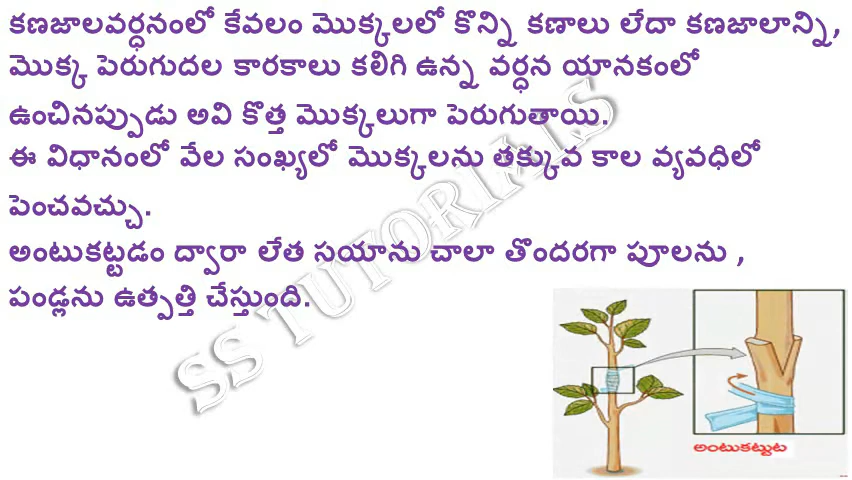 కణజాలవర్ధనంలో కేవలం మొక్కలలో కొన్ని కణాలు లేదా కణజాలాన్ని,
మొక్క పెరుగుదల కారకాలు కలిగి ఉన్న వర్ధన యానకంలో
ఉంచినప్పుడు అవి కొత్త మొక్కలుగా పెరుగుతాయి.
ఈ విధానంలో వేల సంఖ్యలో మొక్కలను తక్కువ కాల వ్యవధిలో
పెంచవచ్చు.
అంటుకట్టడం ద్వారా లేత సయాను చాలా తొందరగా పూలను ,
పండ్లను ఉత్పత్తి చేస్తుంది.
SS TUTORIALS
అంటుకట్టుట